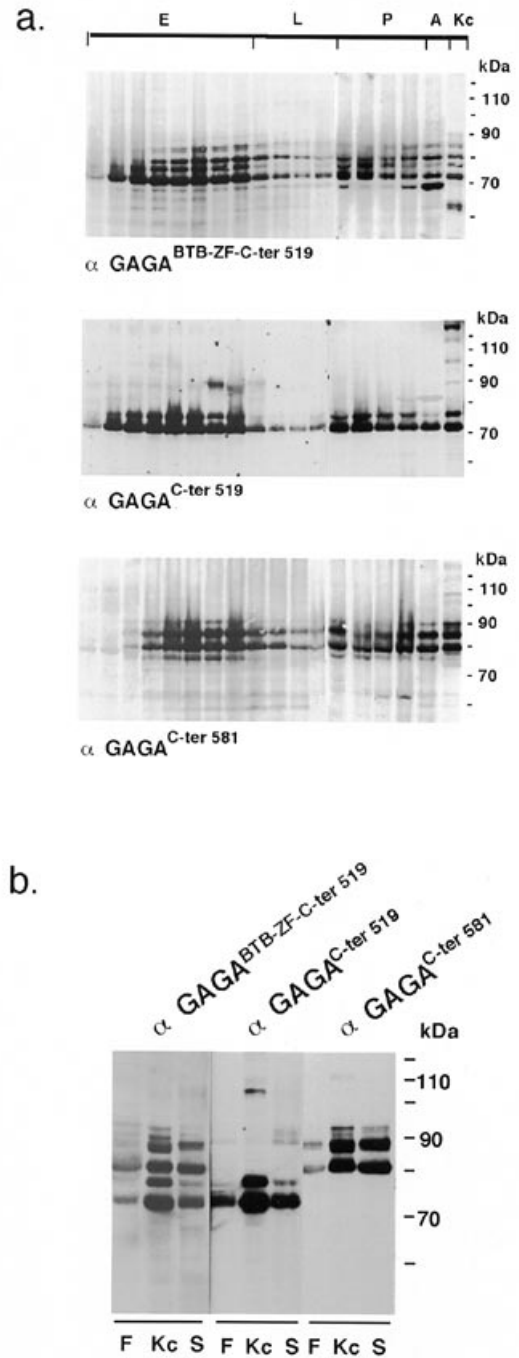 a.
E L P A Kc
kDa
- 110
- 90
- 70
α GAGA BTB-ZF-C-ter 519
kDa
- 110
- 90
- 70
α GAGA C-ter 519
kDa
- 110
- 90
- 70
α GAGA C-ter 581
b.
α GAGA BTB-ZF-C-ter 519
α GAGA C-ter 519
α GAGA C-ter 581
kDa
- 110
- 90
- 70
F Kc S F Kc S F Kc S